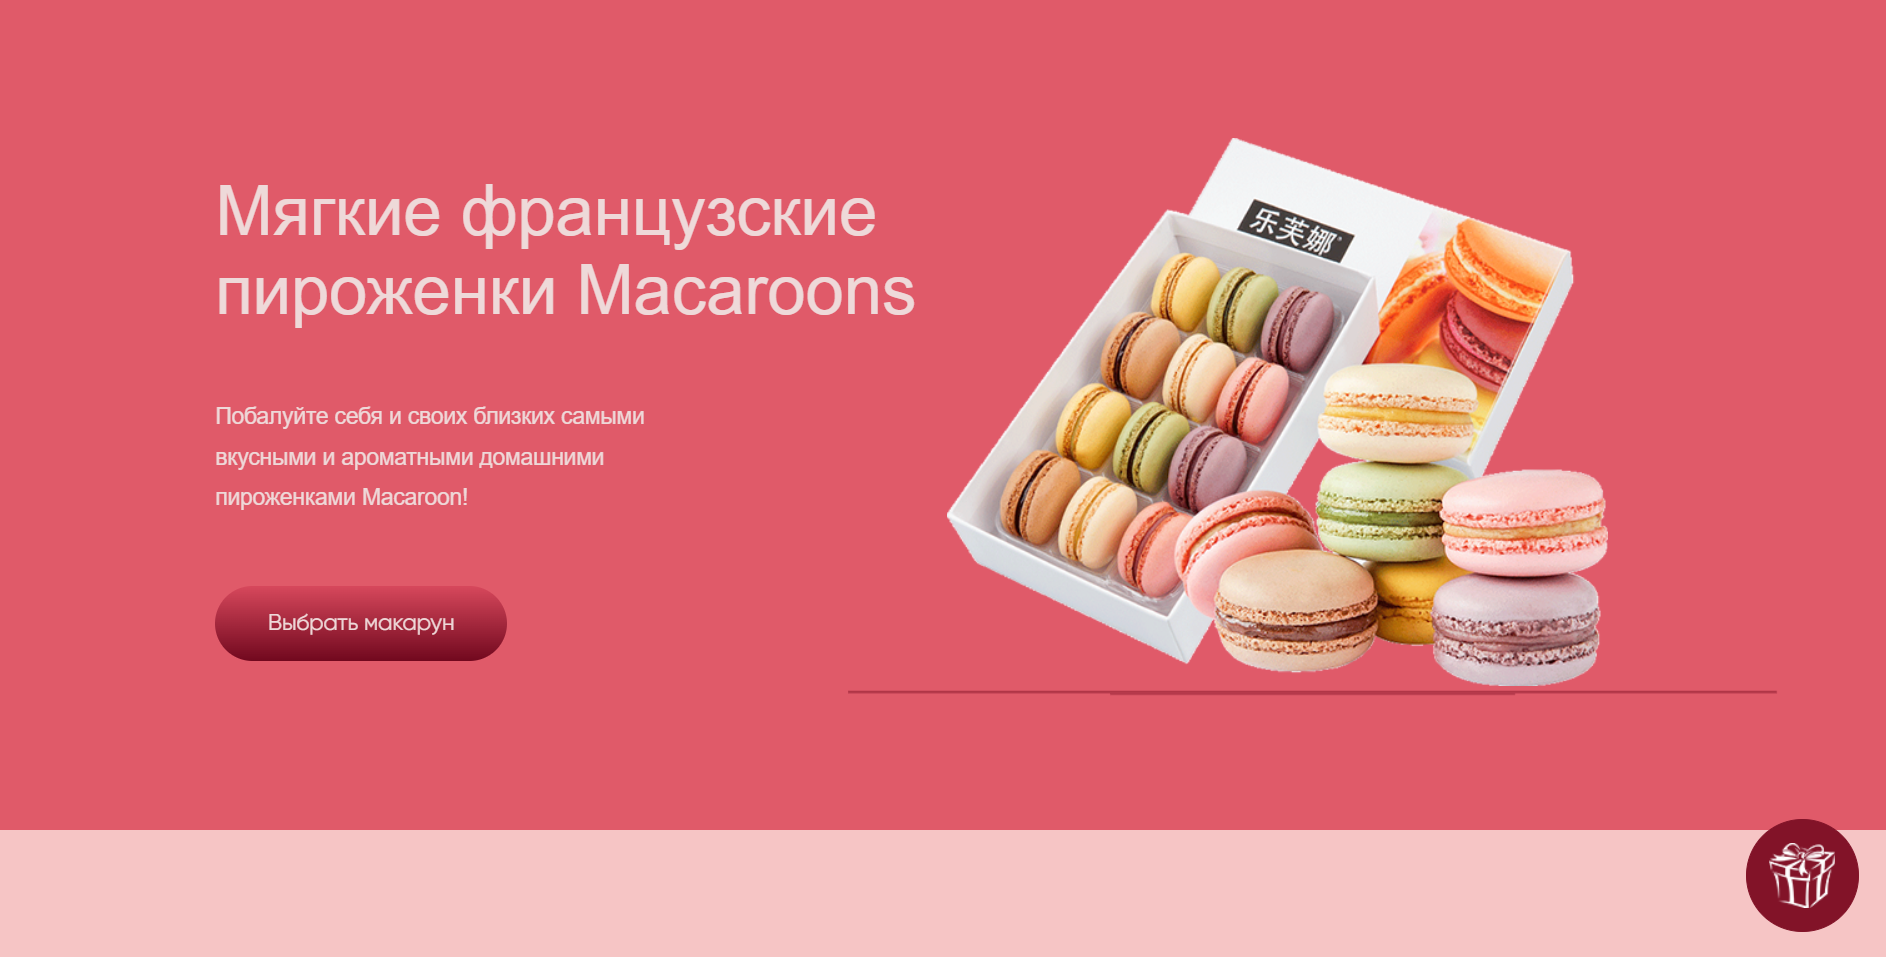 Мягкие французские
пироженки Macaroons
Побалуйте себя и своих близких самыми
вкусными и ароматными домашними
пироженками Macaroon!
Выбрать макарун
乐芙娜®